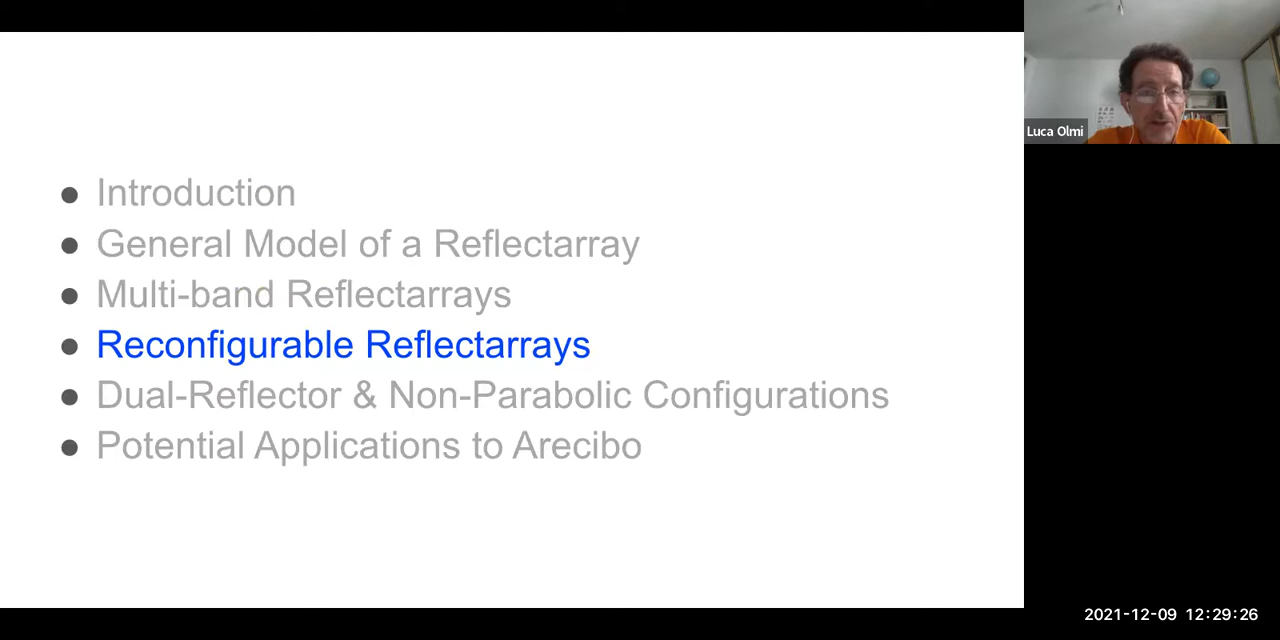 ● Introduction
● General Model of a Reflectarray
● Multi-band Reflectarrays
● Reconfigurable Reflectarrays
● Dual-Reflector & Non-Parabolic Configurations
● Potential Applications to Arecibo
Luca Olmi
2021-12-09 12:29:26